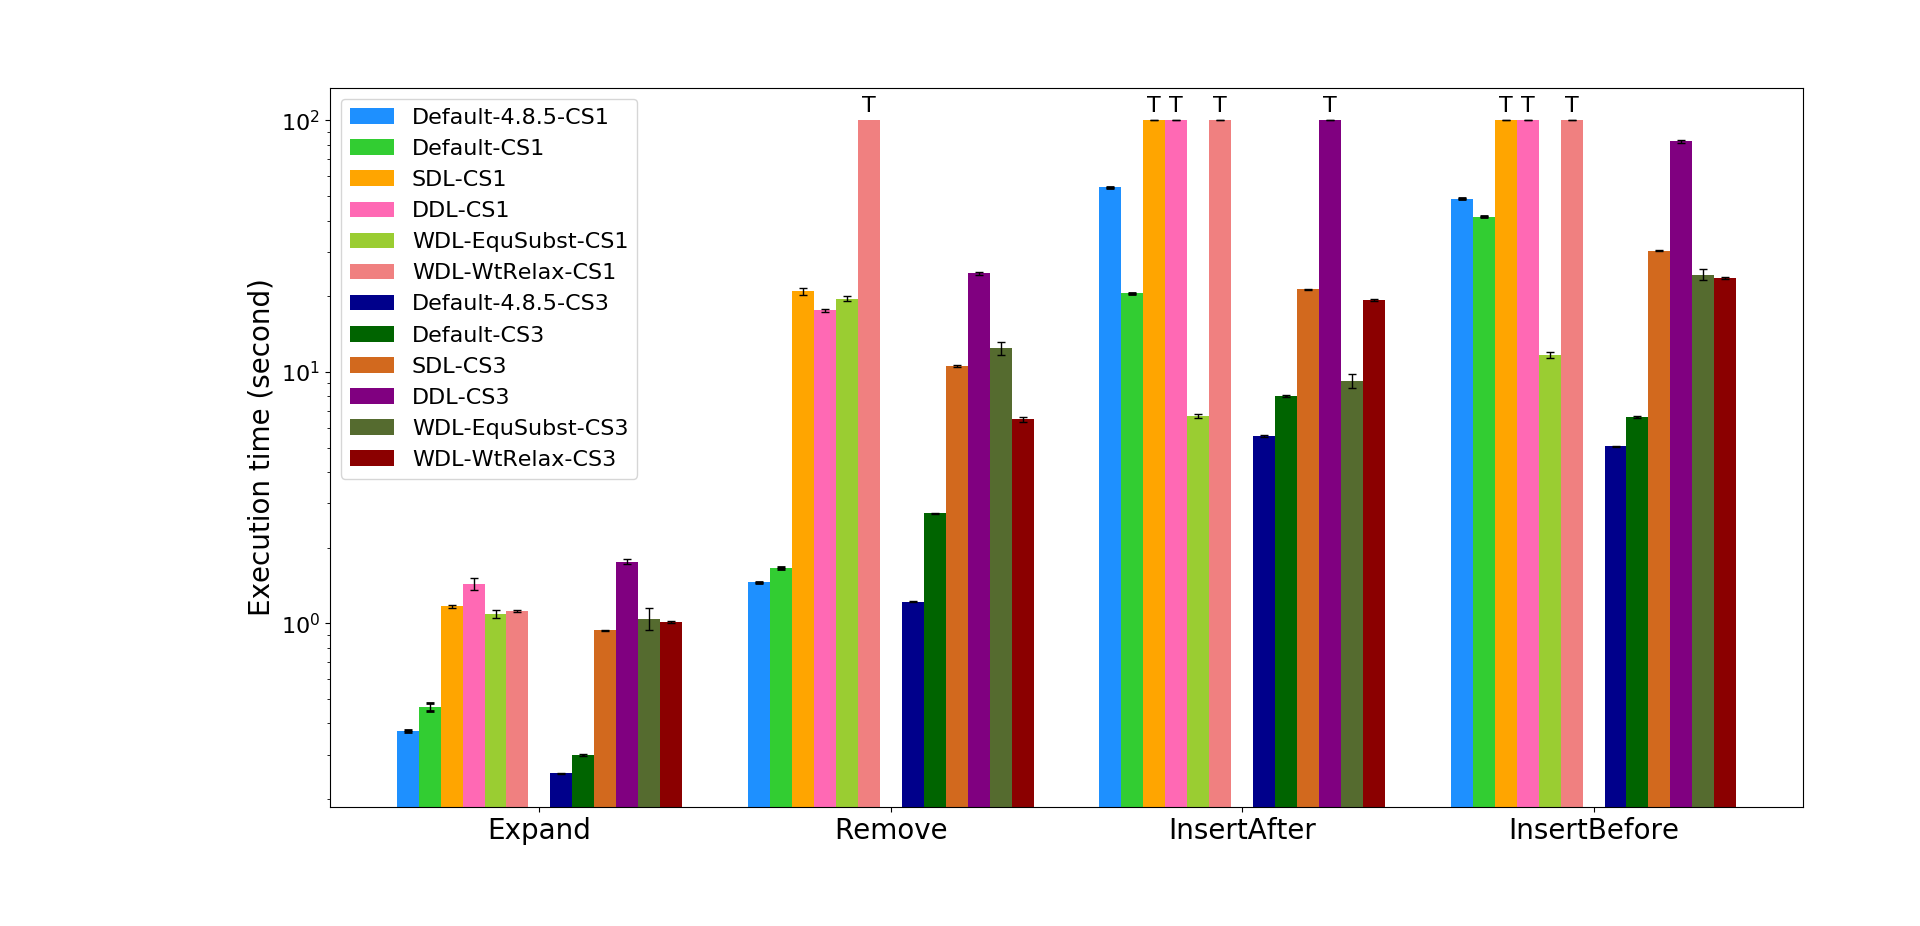 T
T T T T
T T T
Default-4.8.5-CS1
Default-CS1
SDL-CS1
DDL-CS1
WDL-EquSubst-CS1
WDL-WtRelax-CS1
Default-4.8.5-CS3
Default-CS3
SDL-CS3
DDL-CS3
WDL-EquSubst-CS3
WDL-WtRelax-CS3
Execution time (second)
10²
10¹
10⁰
Expand
Remove
InsertAfter
InsertBefore